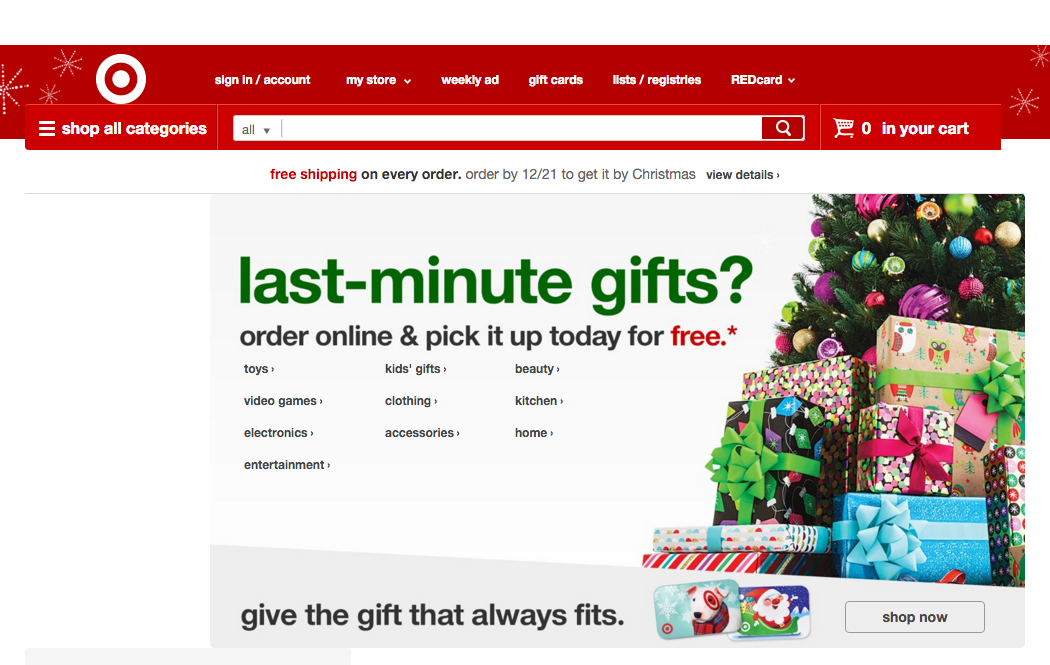 sign in / account my store weekly ad gift cards lists / registries REDcard
shop all categories all 0 in your cart
free shipping on every order. order by 12/21 to get it by Christmas view details ›
last-minute gifts?
order online & pick it up today for free.*
toys › kids' gifts › beauty ›
video games › clothing › kitchen ›
electronics › accessories › home ›
entertainment ›
give the gift that always fits. shop now